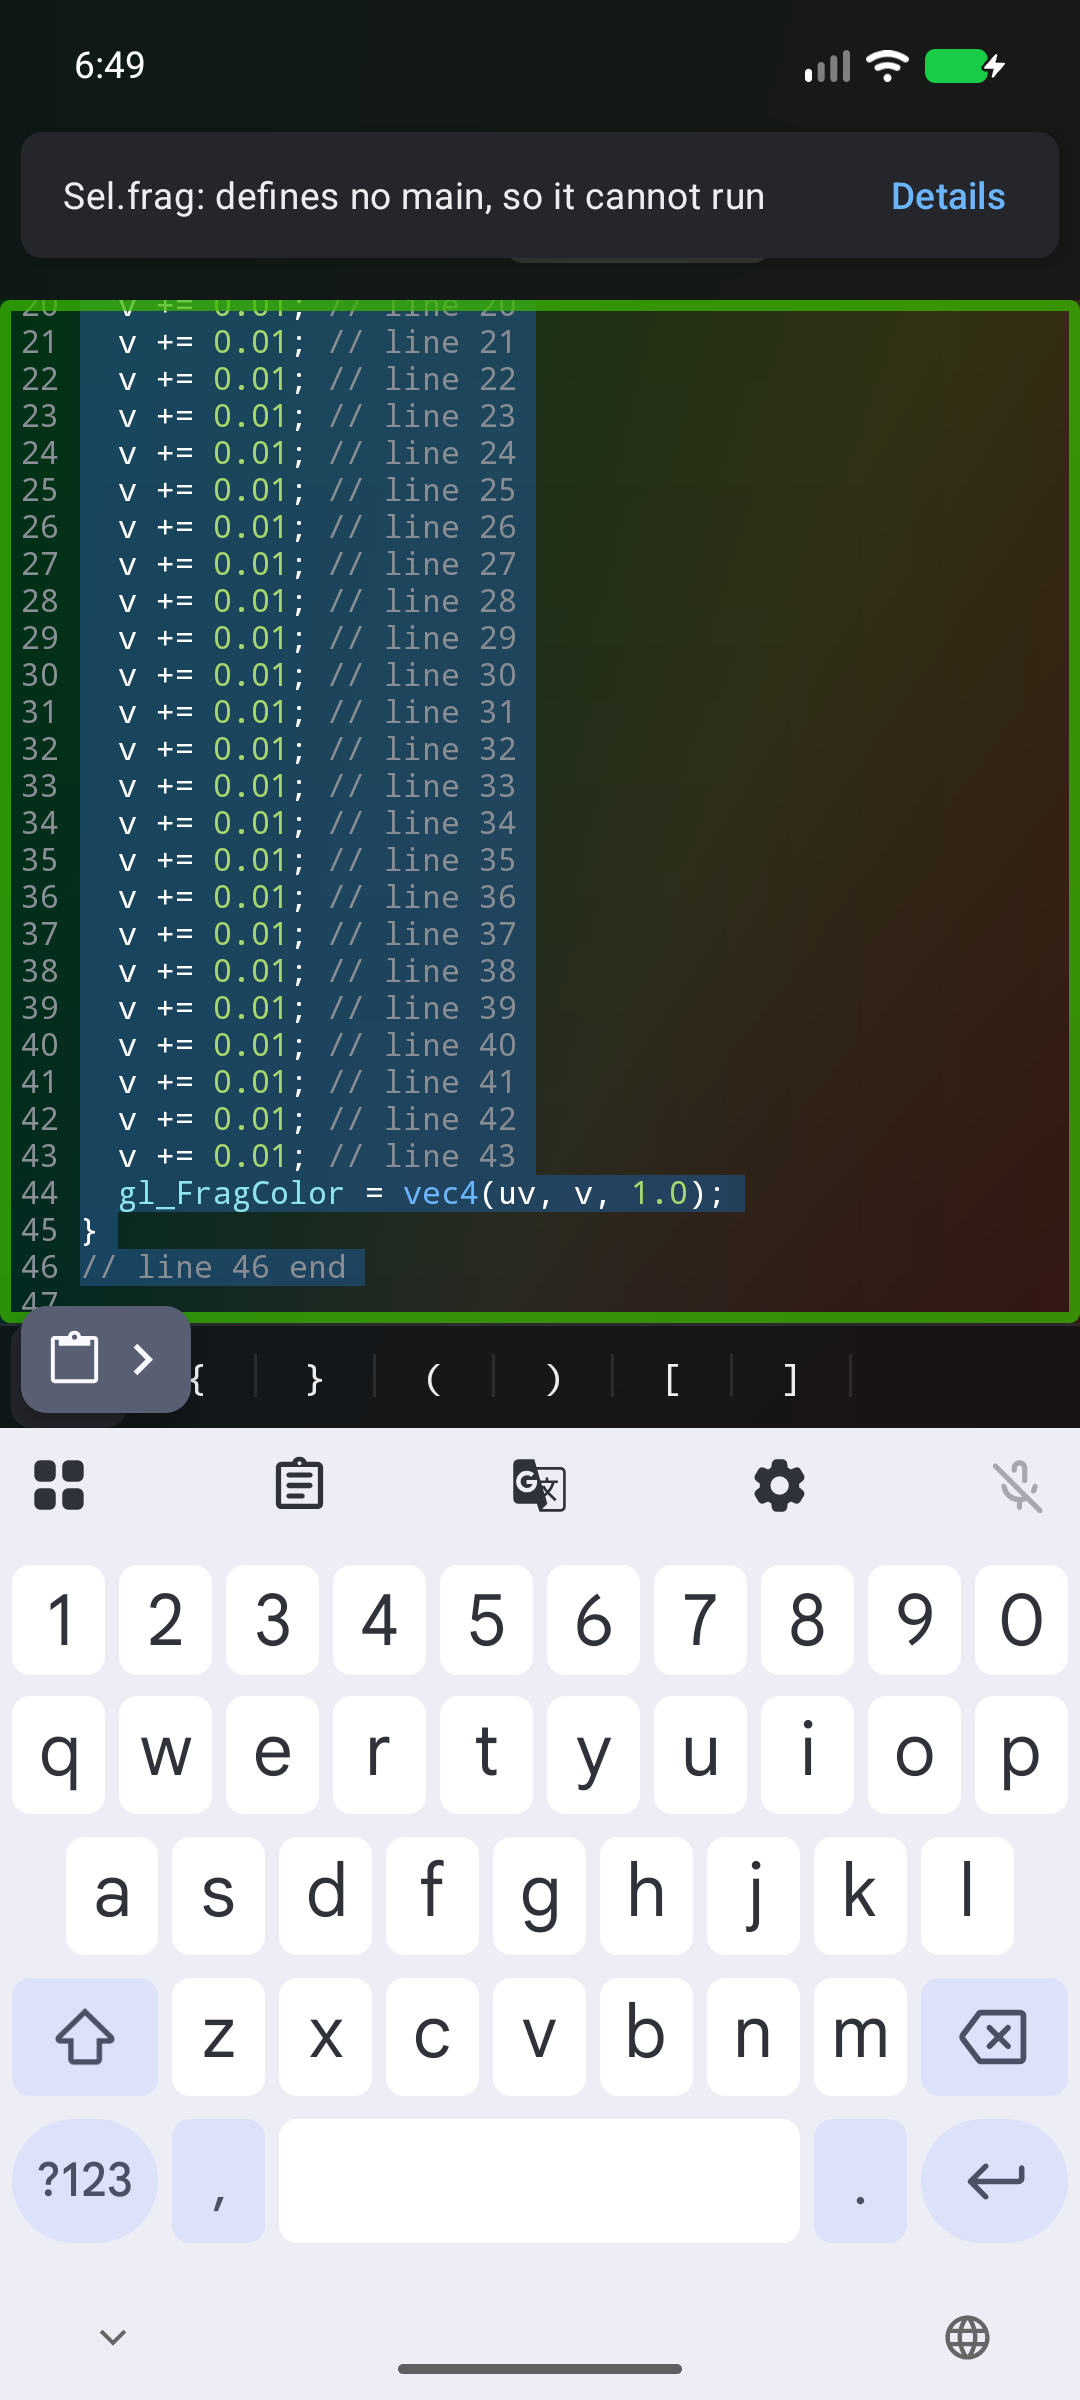 6:49
Sel.frag: defines no main, so it cannot run Details
20 v += 0.01; // line 20
21 v += 0.01; // line 21
22 v += 0.01; // line 22
23 v += 0.01; // line 23
24 v += 0.01; // line 24
25 v += 0.01; // line 25
26 v += 0.01; // line 26
27 v += 0.01; // line 27
28 v += 0.01; // line 28
29 v += 0.01; // line 29
30 v += 0.01; // line 30
31 v += 0.01; // line 31
32 v += 0.01; // line 32
33 v += 0.01; // line 33
34 v += 0.01; // line 34
35 v += 0.01; // line 35
36 v += 0.01; // line 36
37 v += 0.01; // line 37
38 v += 0.01; // line 38
39 v += 0.01; // line 39
40 v += 0.01; // line 40
41 v += 0.01; // line 41
42 v += 0.01; // line 42
43 v += 0.01; // line 43
44 gl_FragColor = vec4(uv, v, 1.0);
45 }
46 // line 46 end
47
{ } ( ) [ ]
1 2 3 4 5 6 7 8 9 0
q w e r t y u i o p
a s d f g h j k l
z x c v b n m
?123 , .